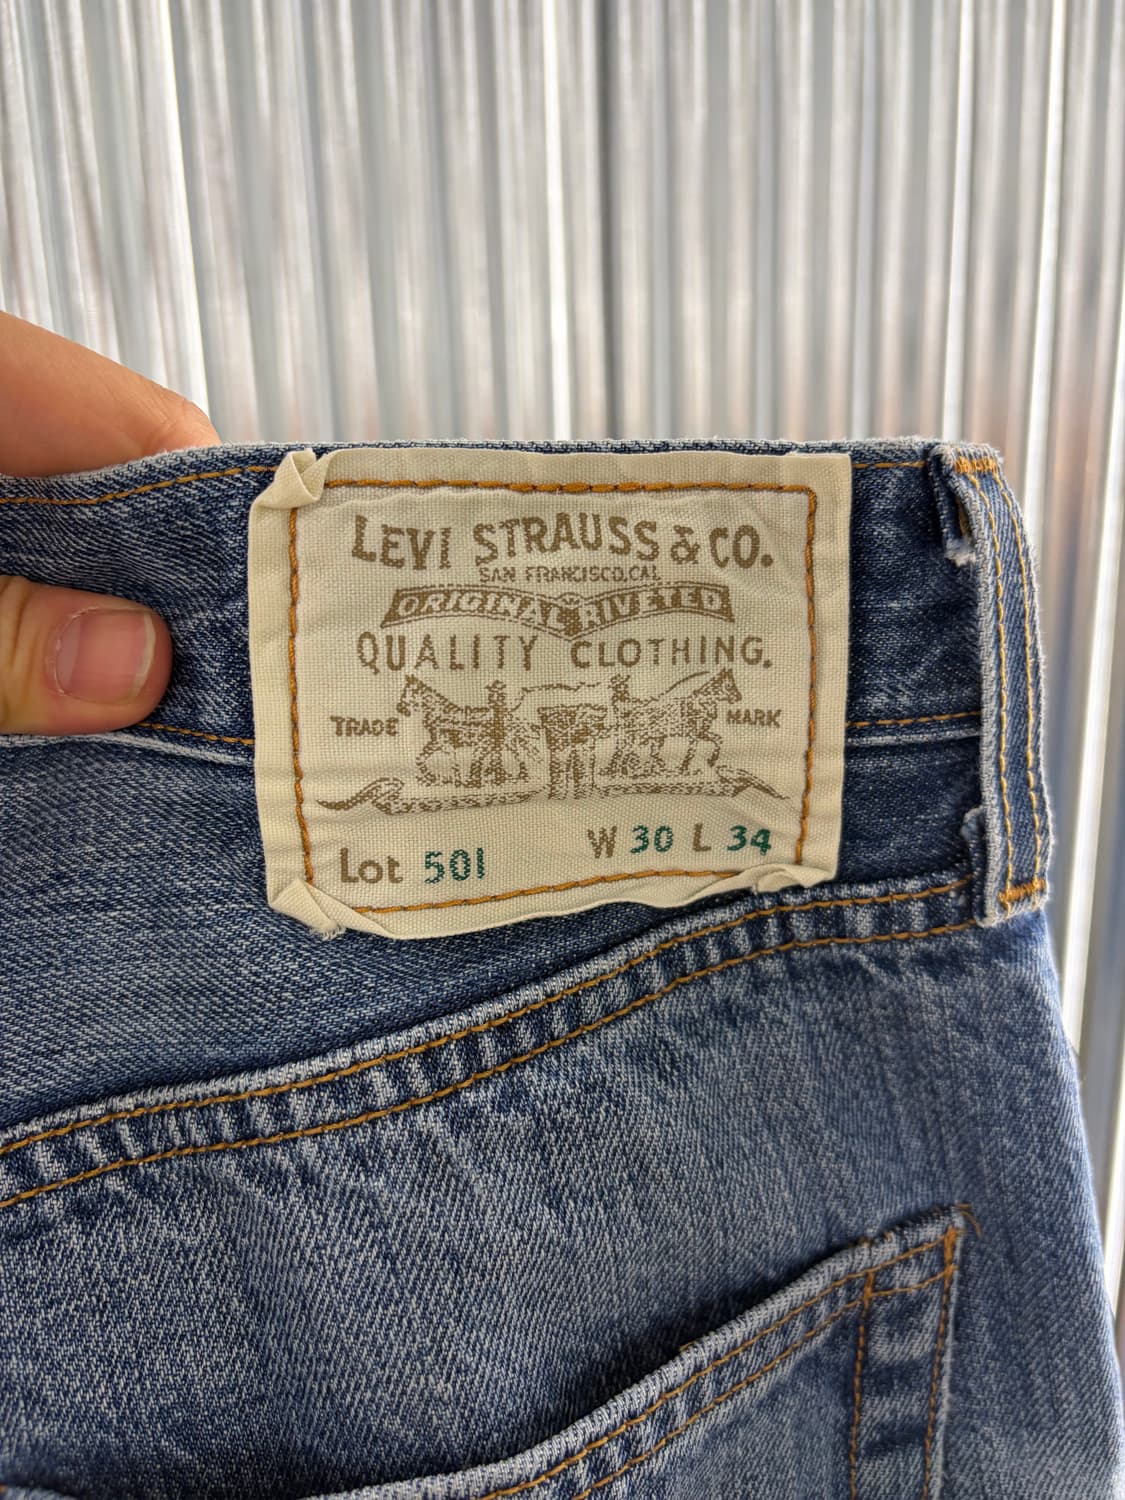 LEVI STRAUSS & CO.
SAN FRANCISCO,CAL
ORIGINAL RIVETED
QUALITY CLOTHING.
TRADE MARK
Lot 501 W 30 L 34